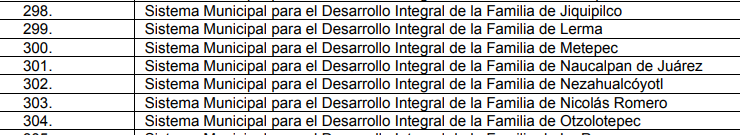 298. Sistema Municipal para el Desarrollo Integral de la Familia de Jiquipilco
299. Sistema Municipal para el Desarrollo Integral de la Familia de Lerma
300. Sistema Municipal para el Desarrollo Integral de la Familia de Metepec
301. Sistema Municipal para el Desarrollo Integral de la Familia de Naucalpan de Juárez
302. Sistema Municipal para el Desarrollo Integral de la Familia de Nezahualcóyotl
303. Sistema Municipal para el Desarrollo Integral de la Familia de Nicolás Romero
304. Sistema Municipal para el Desarrollo Integral de la Familia de Otzolotepec